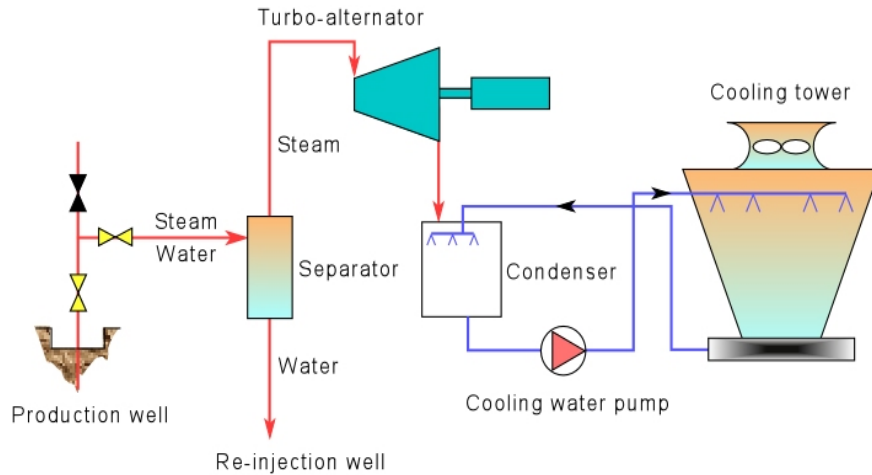 Turbo-alternator
Cooling tower
Steam
Steam
Water
Separator
Condenser
Water
Production well
Cooling water pump
Re-injection well